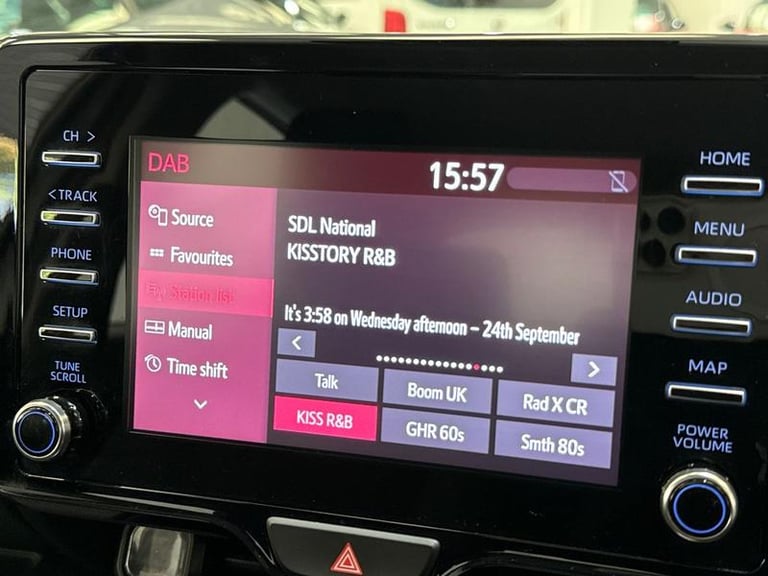 CH >
< TRACK
PHONE
SETUP
TUNE
SCROLL
DAB
15:57
Source
Favourites
Station list
Manual
Time shift
SDL National
KISSTORY R&B
It's 3:58 on Wednesday afternoon – 24th September
<
>
Talk
Boom UK
Rad X CR
KISS R&B
GHR 60s
Smth 80s
HOME
MENU
AUDIO
MAP
POWER
VOLUME